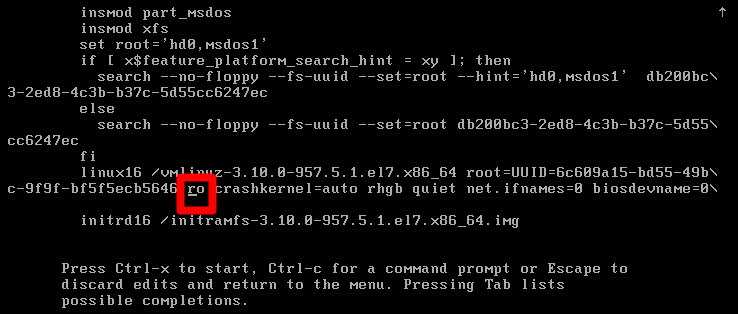 insmod part_msdos ↑
insmod xfs
set root='hd0,msdos1'
if [ x$feature_platform_search_hint = xy ]; then
search --no-floppy --fs-uuid --set=root --hint='hd0,msdos1'  db200bc\
3-2ed8-4c3b-b37c-5d55cc6247ec
else
search --no-floppy --fs-uuid --set=root db200bc3-2ed8-4c3b-b37c-5d55\
cc6247ec
fi
linux16 /vmlinuz-3.10.0-957.5.1.el7.x86_64 root=UUID=6c609a15-bd55-49b\
c-9f9f-bf5f5ecb5646 ro crashkernel=auto rhgb quiet net.ifnames=0 biosdevname=0\
initrd16 /initramfs-3.10.0-957.5.1.el7.x86_64.img
Press Ctrl-x to start, Ctrl-c for a command prompt or Escape to
discard edits and return to the menu. Pressing Tab lists
possible completions.